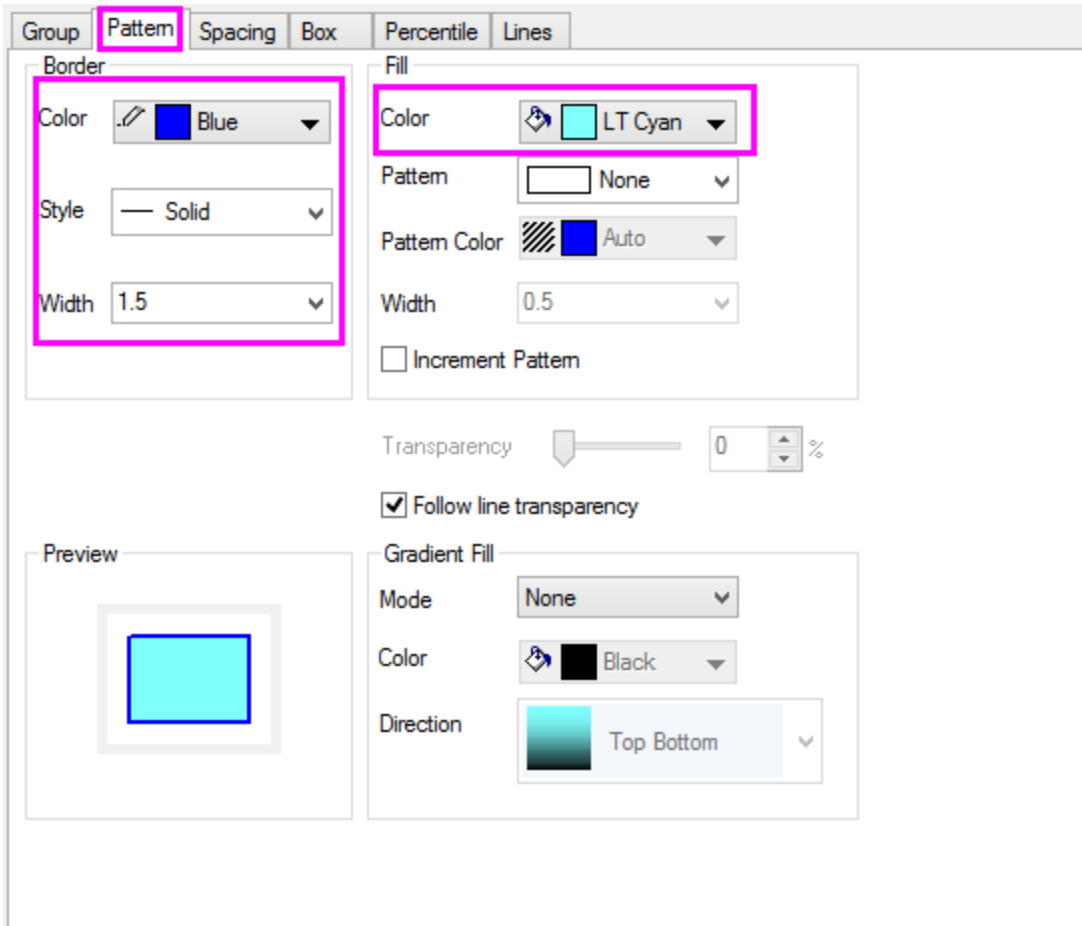 Group Pattern Spacing Box Percentile Lines
Border
Color Blue
Style Solid
Width 1.5
Fill
Color LT Cyan
Pattern None
Pattern Color Auto
Width 0.5
Increment Pattern
Transparency 0 %
Follow line transparency
Preview
Gradient Fill
Mode None
Color Black
Direction Top Bottom